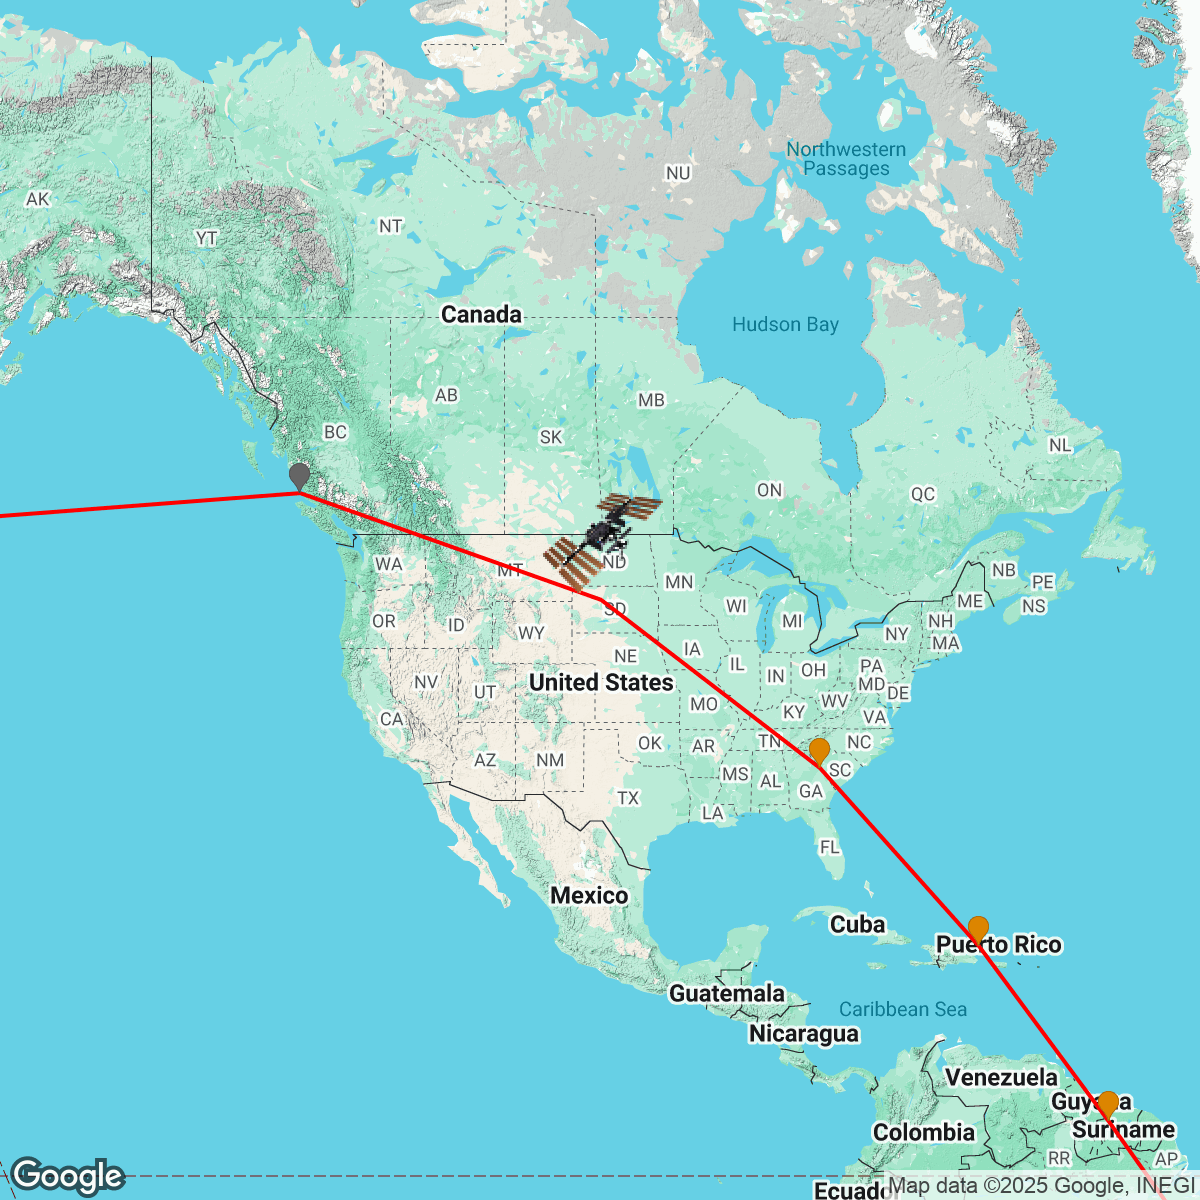 Northwestern
Passages
NU
AK
NT
YT
Canada
Hudson Bay
AB
MB
BC
SK
NL
ON
QC
WA
MT
ND
MN
NB
PE
ME
NS
OR
ID
WY
SD
WI
MI
NY
NH
MA
IA
NE
IL
IN
OH
PA
MD
DE
NV
UT
United States
MO
KY
WV
VA
CA
AZ
NM
OK
AR
TN
NC
SC
MS
AL
GA
TX
LA
FL
Mexico
Cuba
Puerto Rico
Guatemala
Caribbean Sea
Nicaragua
Venezuela
Guyana
Colombia
Suriname
RR
AP
Ecuador
Google
Map data ©2025 Google, INEGI